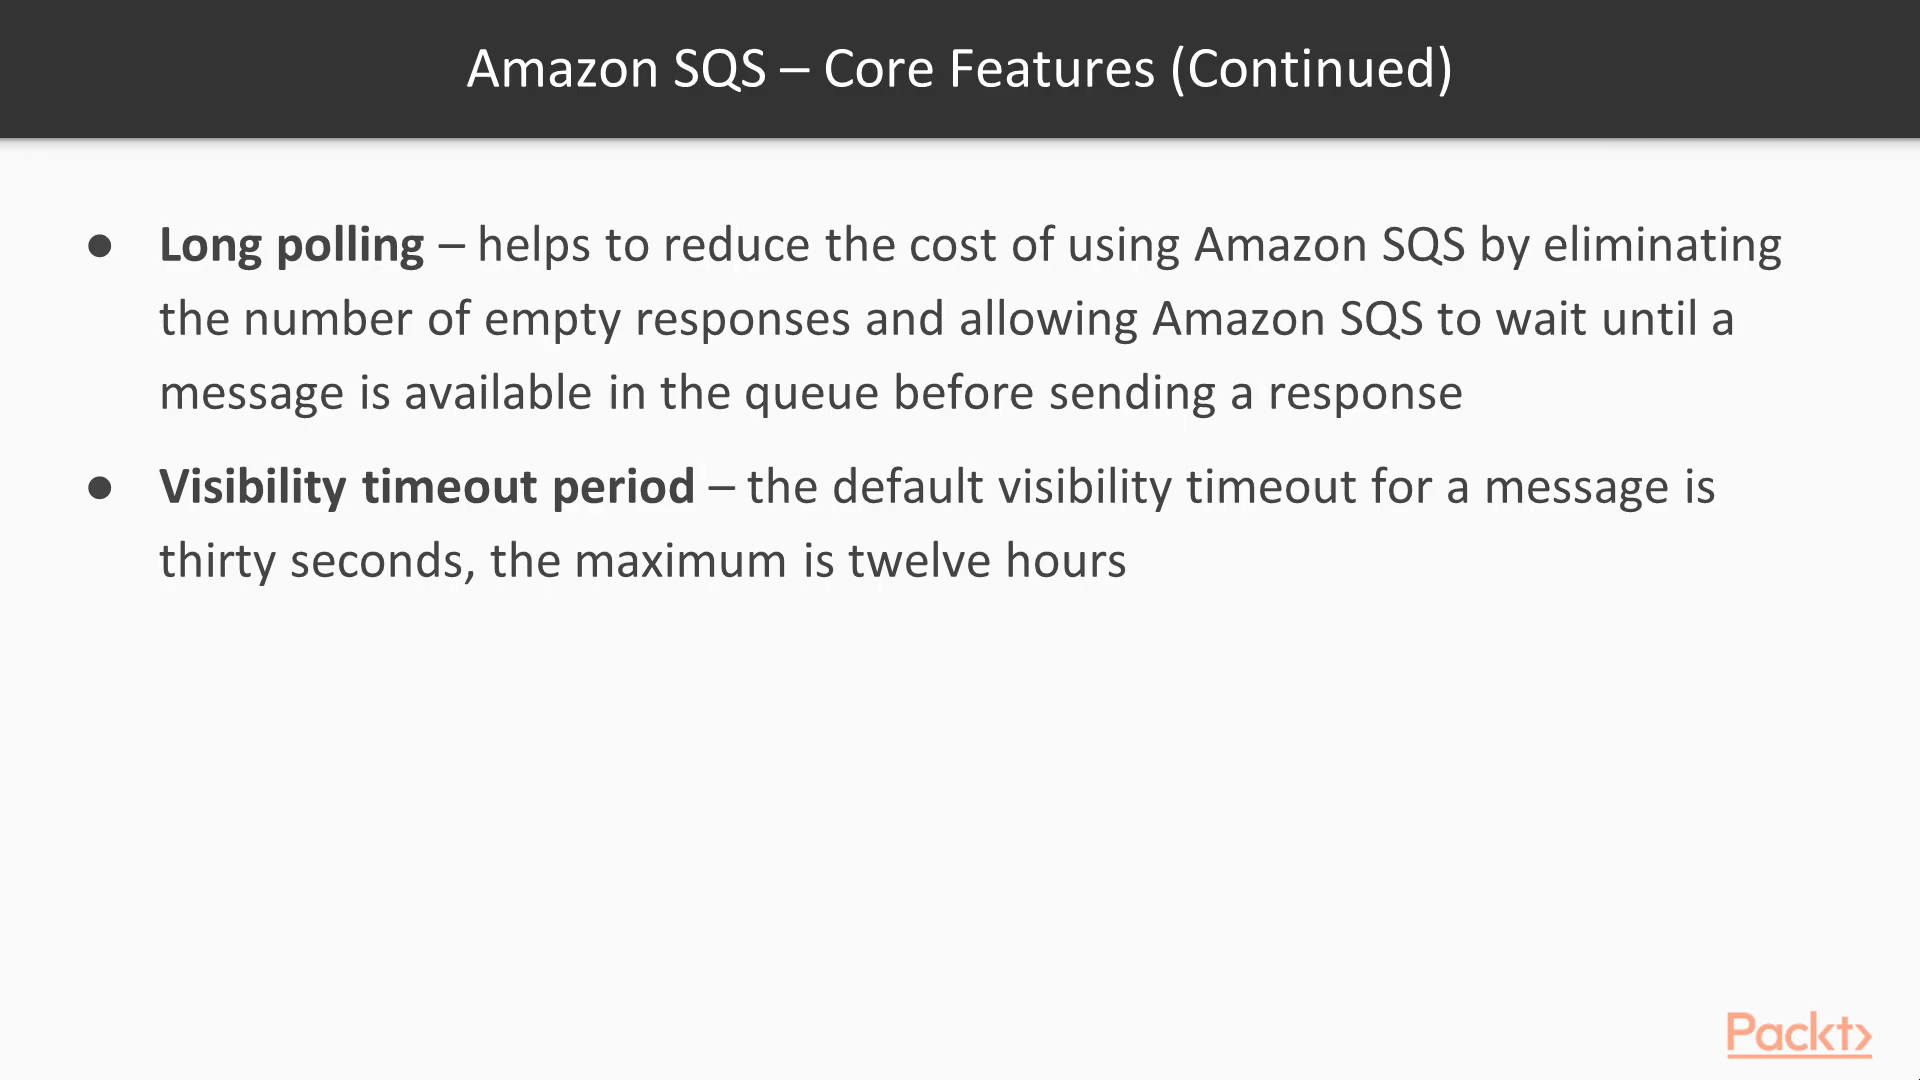 Amazon SQS – Core Features (Continued)
● Long polling – helps to reduce the cost of using Amazon SQS by eliminating
the number of empty responses and allowing Amazon SQS to wait until a
message is available in the queue before sending a response
● Visibility timeout period – the default visibility timeout for a message is
thirty seconds, the maximum is twelve hours
Packt>